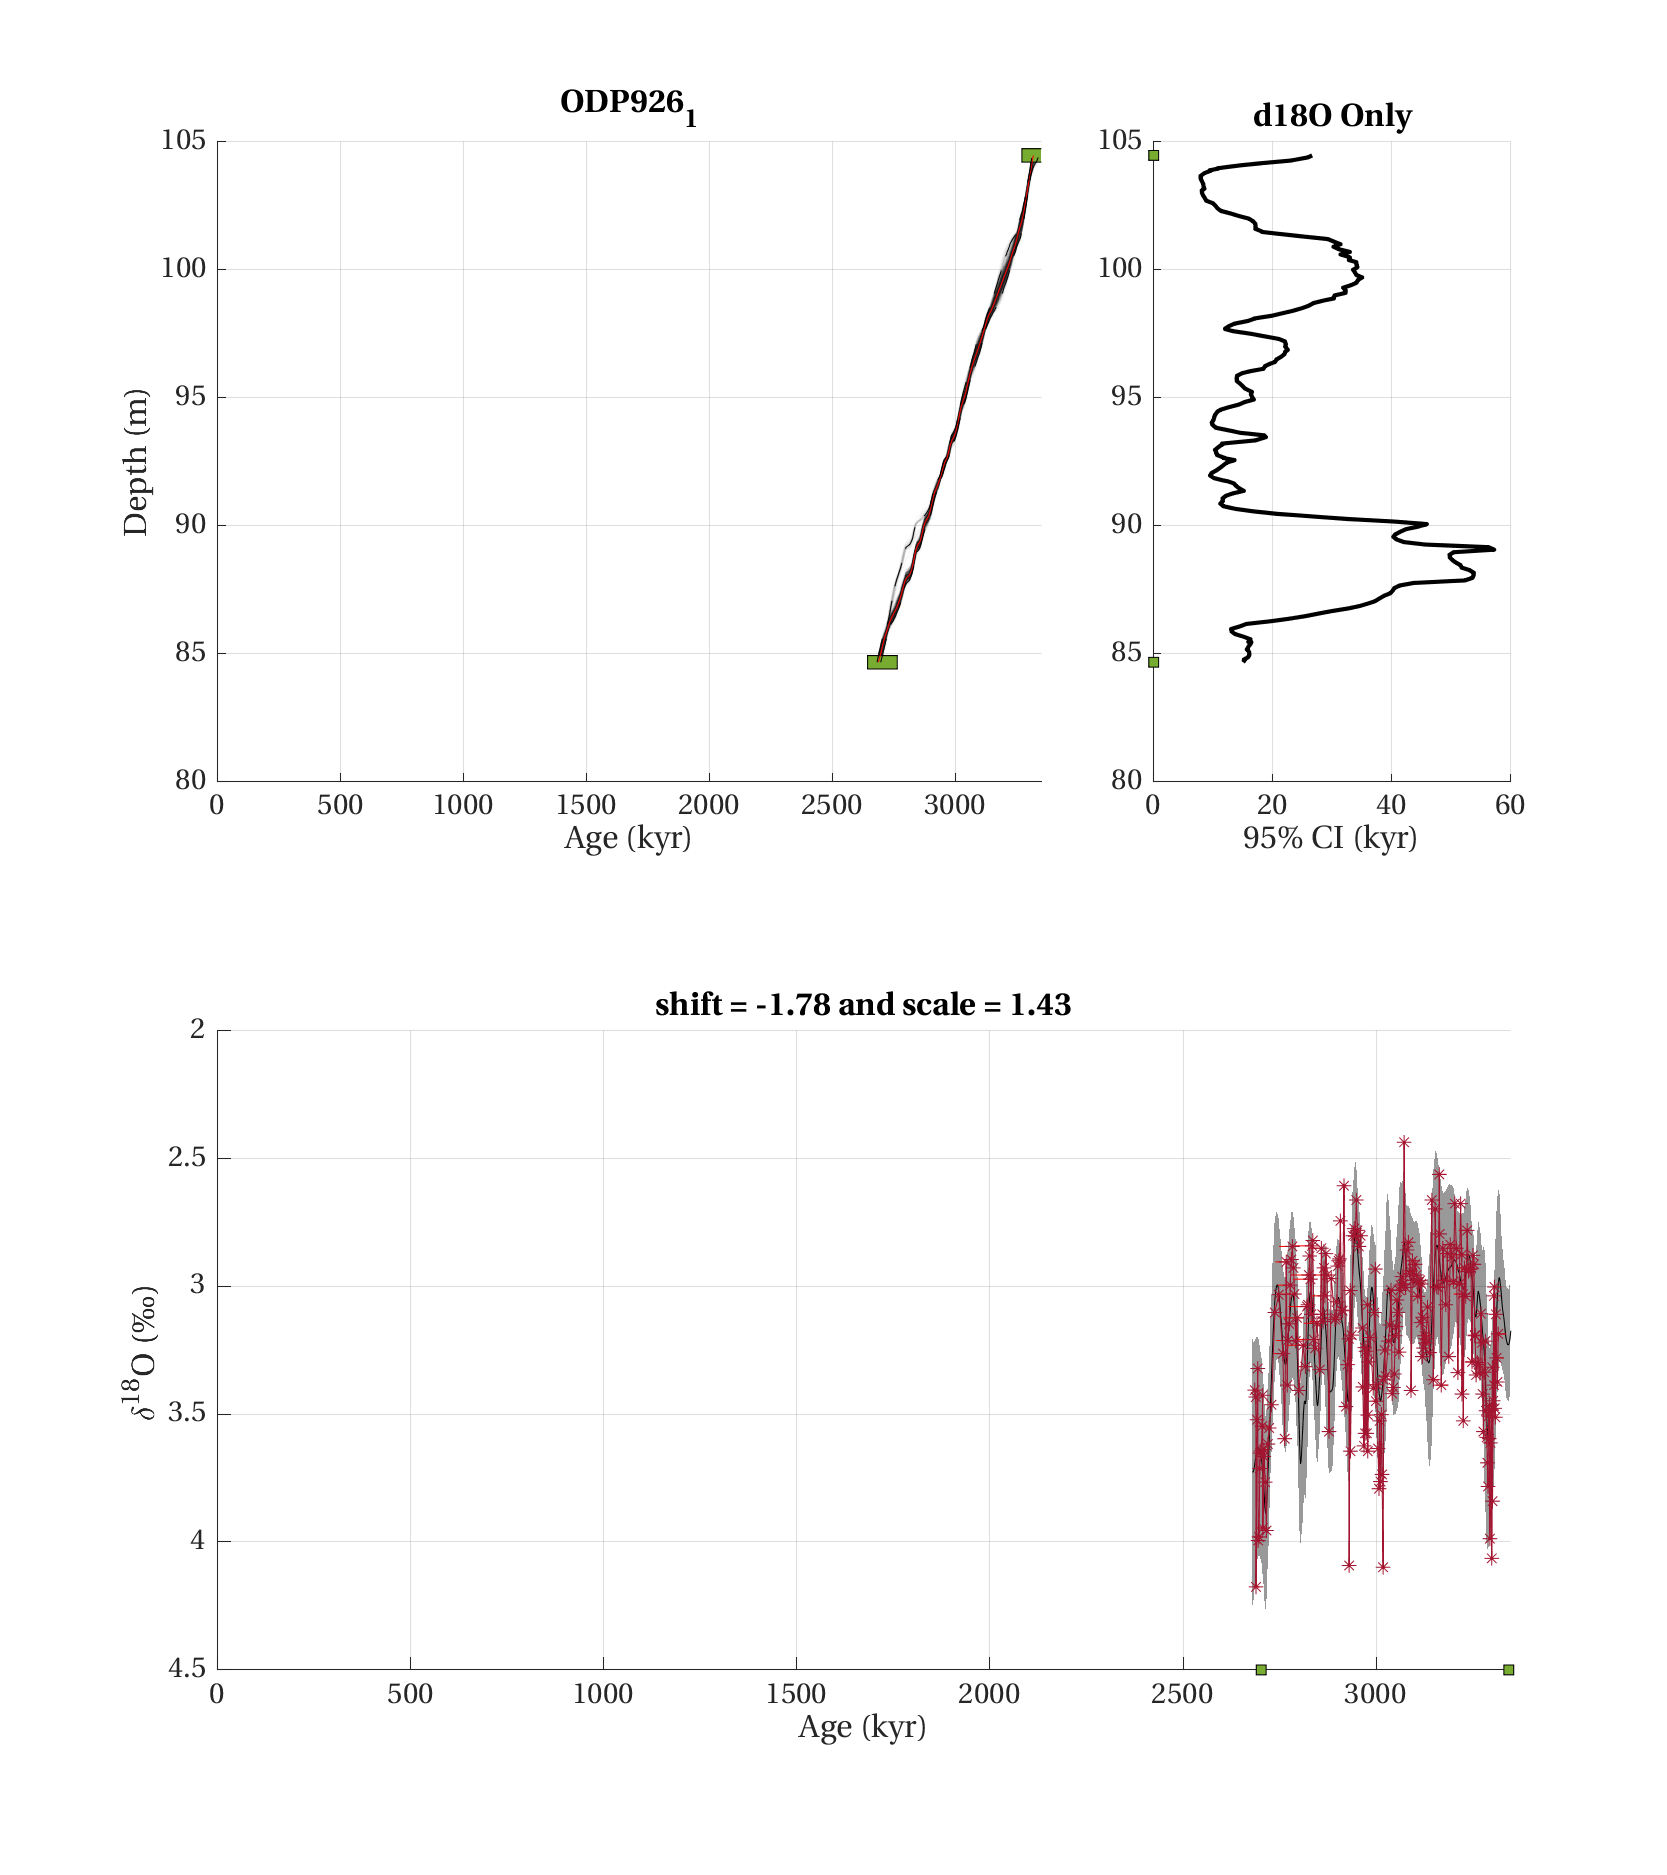 ODP926₁
105
100
95
90
85
80
Depth (m)
0 500 1000 1500 2000 2500 3000
Age (kyr)
d18O Only
105
100
95
90
85
80
0 20 40 60
95% CI (kyr)
shift = -1.78 and scale = 1.43
2
2.5
3
3.5
4
4.5
δ¹⁸O (‰)
0 500 1000 1500 2000 2500 3000
Age (kyr)